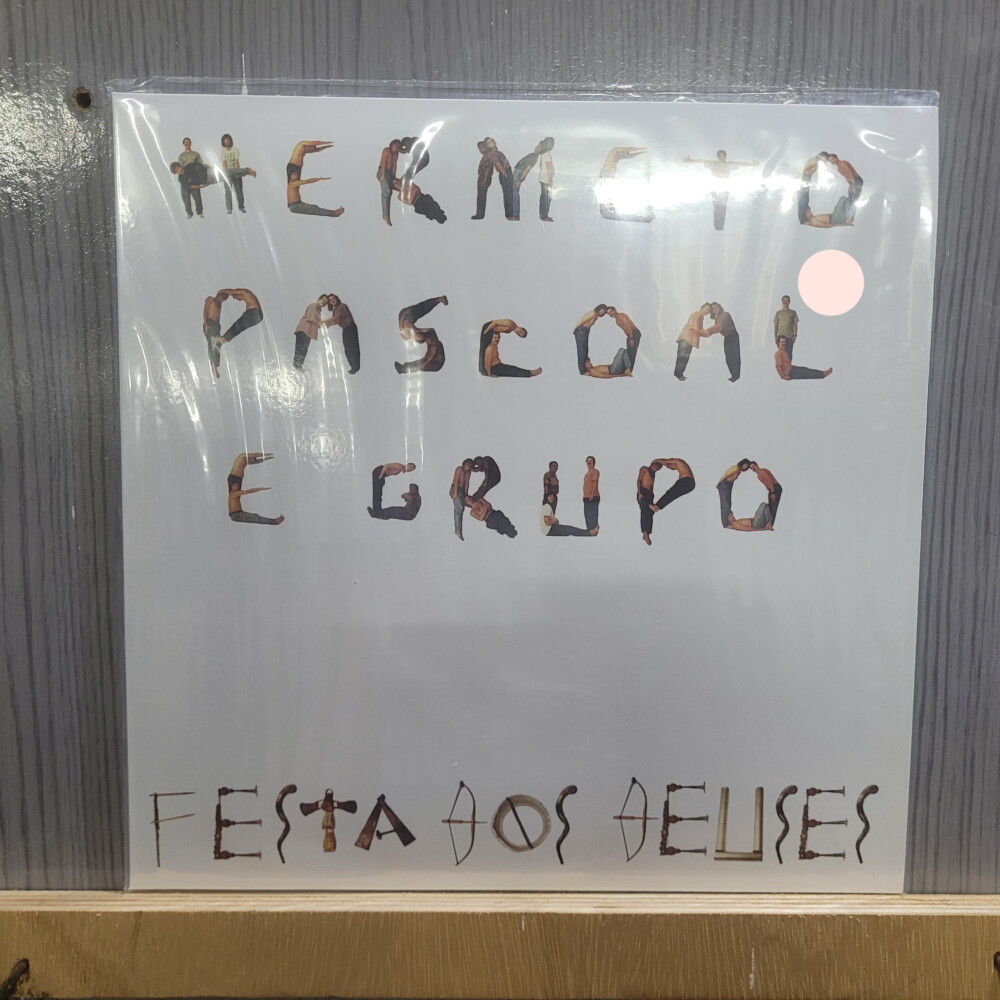 HERMETO
PASCOAL
E GRUPO
FESTA DOS DEUSES